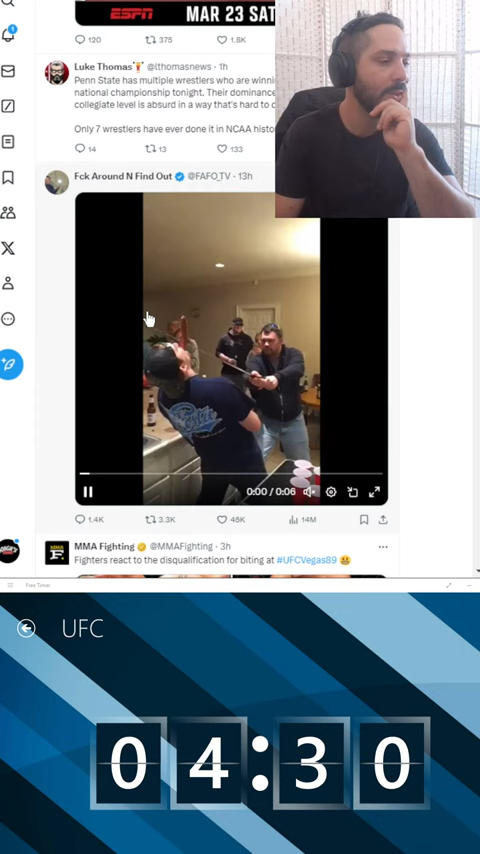 ESPN MAR 23 SAT
120 375 1.8K
Luke Thomas @lthomasnews · 1h
Penn State has multiple wrestlers who are
national championship tonight. Their dominance
collegiate level is absurd in a way that's hard to
Only 7 wrestlers have ever done it in NCAA
14 13 133
Fck Around N Find Out @FAFO_TV · 13h
0:00 / 0:06
1.4K 3.3K 14M
MMA Fighting @MMAFighting · 3h
Fighters react to the disqualification for biting at #UFCVegas89
Free Timer
UFC
04:30